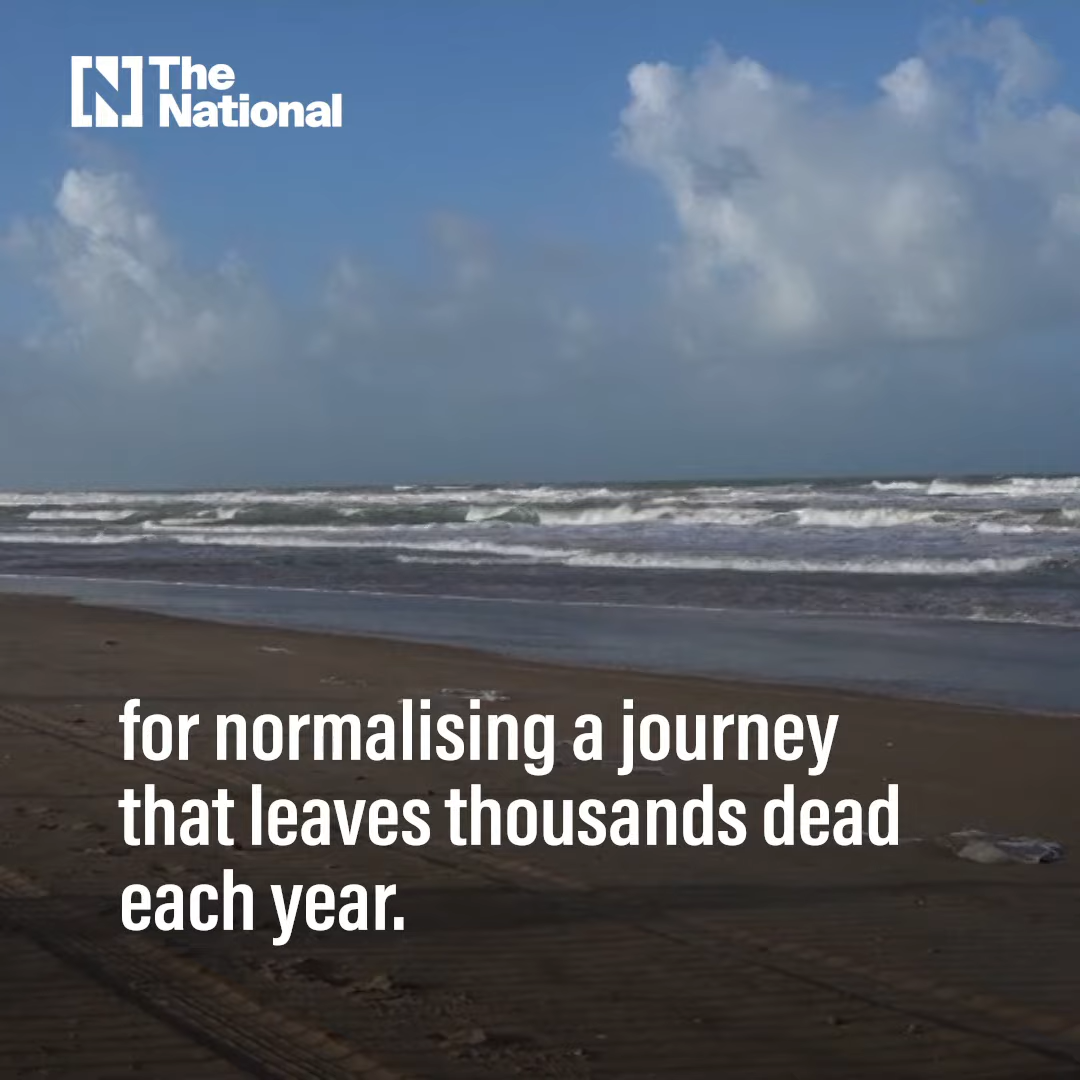 The
National
for normalising a journey
that leaves thousands dead
each year.